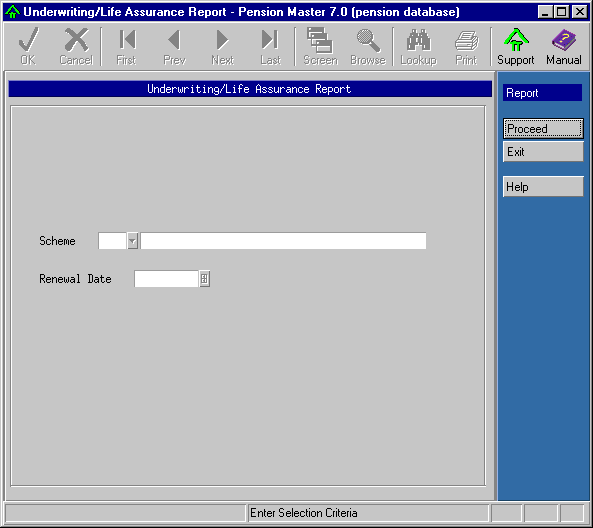 Underwriting/Life Assurance Report - Pension Master 7.0 (pension database)
OK Cancel First Prev Next Last Screen Browse Lookup Print Support Manual
Underwriting/Life Assurance Report
Report
Proceed
Exit
Help
Scheme
Renewal Date
Enter Selection Criteria